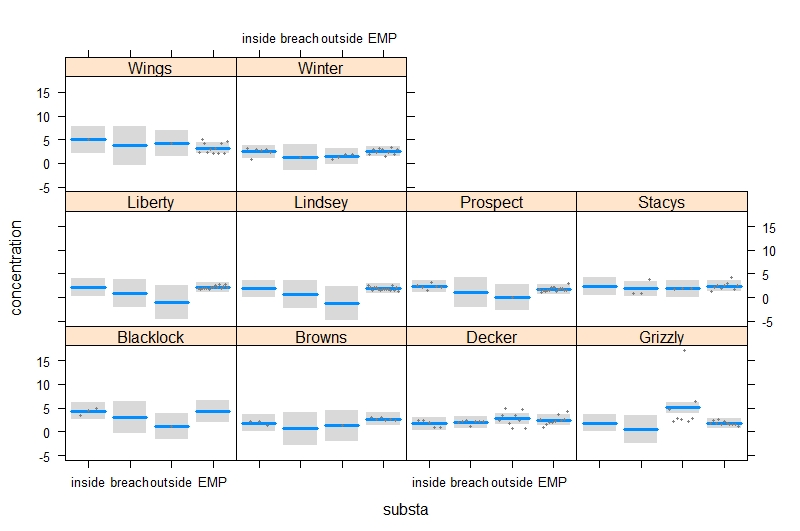 inside breach outside EMP
Wings Winter
15
10
5
0
-5
Liberty Lindsey Prospect Stacys
15
10
5
0
-5
concentration
Blacklock Browns Decker Grizzly
15
10
5
0
-5
inside breach outside EMP inside breach outside EMP
substa